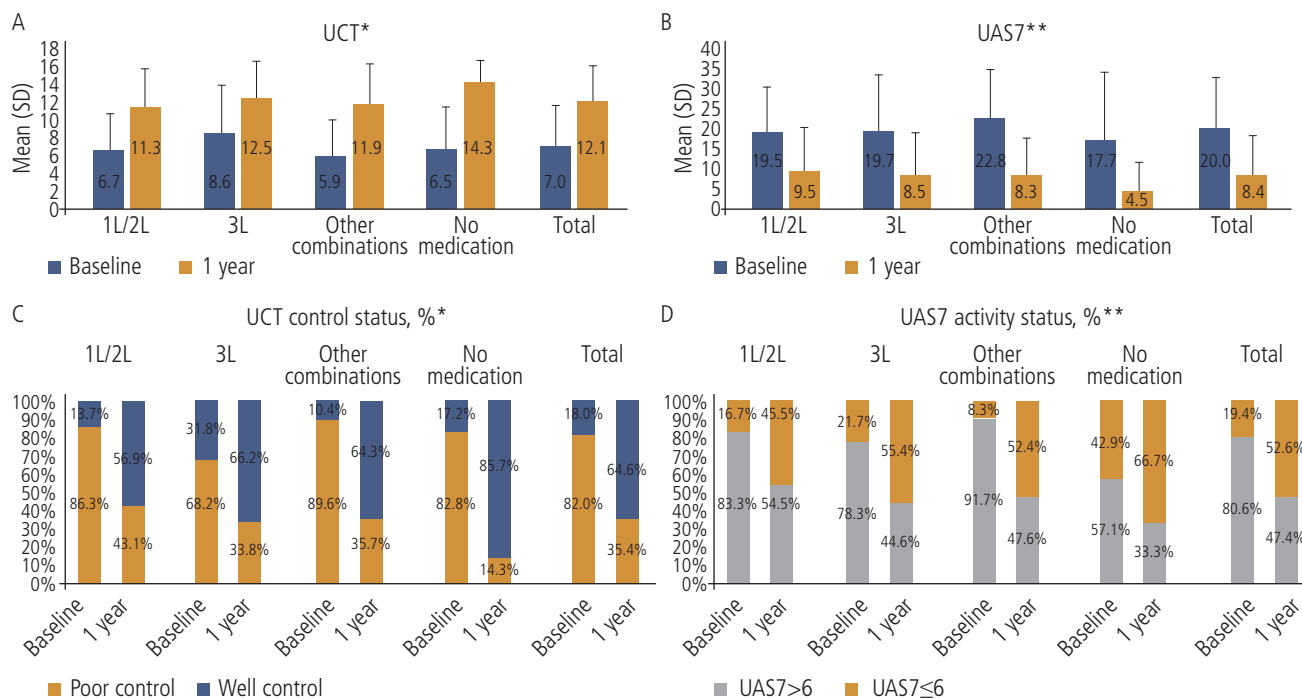 A
UCT*
Mean (SD)
18
16
14
12
10
8
6
4
2
0
6.7
11.3
8.6
12.5
5.9
11.9
6.5
14.3
7.0
12.1
1L/2L
3L
Other
combinations
No
medication
Total
Baseline
1 year
B
UAS7**
Mean (SD)
40
35
30
25
20
15
10
5
0
19.5
9.5
19.7
8.5
22.8
8.3
17.7
4.5
20.0
8.4
1L/2L
3L
Other
combinations
No
medication
Total
Baseline
1 year
C
UCT control status, %*
1L/2L
3L
Other
combinations
No
medication
Total
100%
90%
80%
70%
60%
50%
40%
30%
20%
10%
0%
13.7%
86.3%
56.9%
43.1%
31.8%
68.2%
66.2%
33.8%
10.4%
89.6%
64.3%
35.7%
17.2%
82.8%
85.7%
14.3%
18.0%
82.0%
64.6%
35.4%
Baseline
1 year
Baseline
1 year
Baseline
1 year
Baseline
1 year
Baseline
1 year
Poor control
Well control
D
UAS7 activity status, %**
1L/2L
3L
Other
combinations
No
medication
Total
100%
90%
80%
70%
60%
50%
40%
30%
20%
10%
0%
16.7%
83.3%
45.5%
54.5%
21.7%
78.3%
55.4%
44.6%
8.3%
91.7%
52.4%
47.6%
42.9%
57.1%
66.7%
33.3%
19.4%
80.6%
52.6%
47.4%
Baseline
1 year
Baseline
1 year
Baseline
1 year
Baseline
1 year
Baseline
1 year
UAS7>6
UAS7≤6